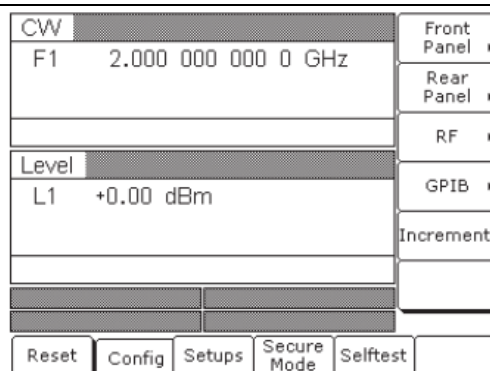 CW
F1 2.000 000 000 0 GHz
Level
L1 +0.00 dBm
Front
Panel
Rear
Panel
RF
GPIB
Increment
Reset
Config
Setups
Secure
Mode
Selftest